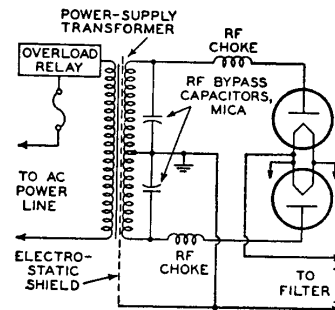 POWER-SUPPLY
TRANSFORMER
OVERLOAD
RELAY
RF
CHOKE
RF BYPASS
CAPACITORS,
MICA
TO AC
POWER
LINE
ELECTRO-
STATIC
SHIELD
RF
CHOKE
TO
FILTER